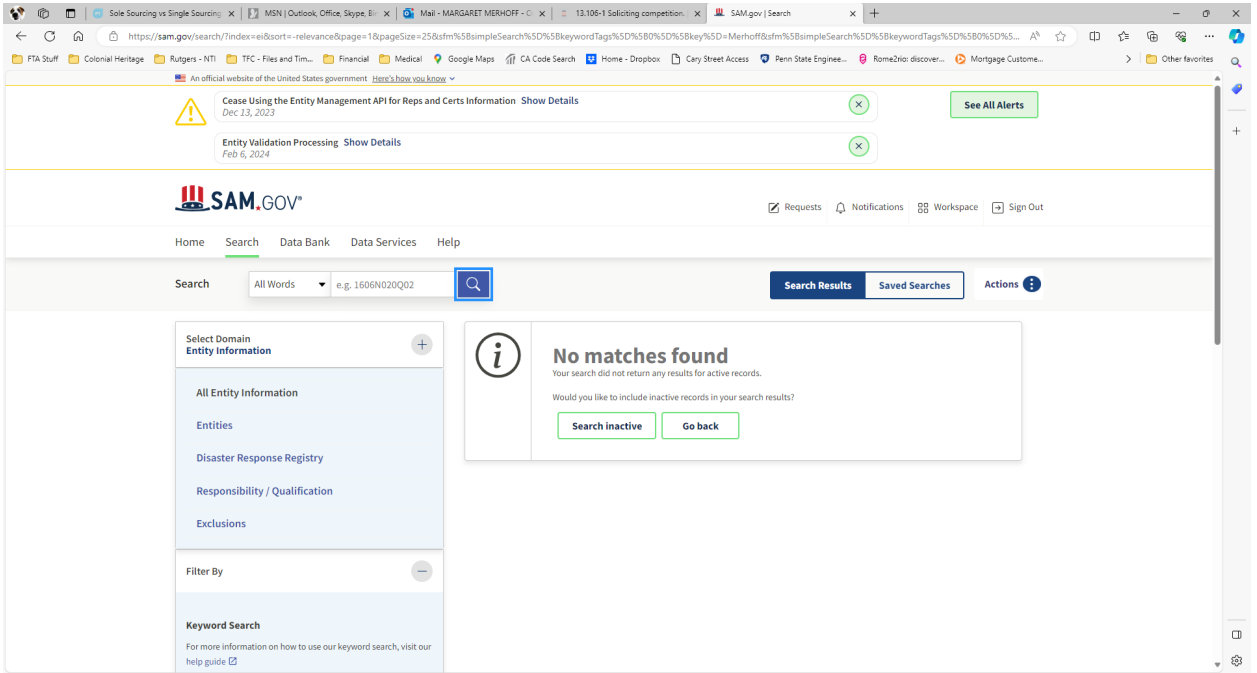 Sole Sourcing vs Single Sourcing
MSN | Outlook, Office, Skype, Bin
Mail - MARGARET MERHOFF - O
13.106-1 Soliciting competition.
SAM.gov | Search
https://sam.gov/search/?index=ei&sort=-relevance&page=1&pageSize=25&sfm%5BsimpleSearch%5D%5BkeywordTags%5D%5B0%5D%5Bkey%5D=Merhoff&sfm%5BsimpleSearch%5D%5BkeywordTags%5D%5B0%5D%5...
FTA Stuff
Colonial Heritage
Rutgers - NTI
TFC - Files and Tim...
Financial
Medical
Google Maps
CA Code Search
Home - Dropbox
Cary Street Access
Penn State Enginee...
Rome2rio: discover...
Mortgage Custome...
Other favorites
An official website of the United States government Here's how you know
Cease Using the Entity Management API for Reps and Certs Information Show Details
Dec 13, 2023
See All Alerts
Entity Validation Processing Show Details
Feb 6, 2024
SAM.GOV®
Requests
Notifications
Workspace
Sign Out
Home
Search
Data Bank
Data Services
Help
Search
All Words
e.g. 1606N020Q02
Search Results
Saved Searches
Actions
Select Domain
Entity Information
All Entity Information
Entities
Disaster Response Registry
Responsibility / Qualification
Exclusions
Filter By
Keyword Search
For more information on how to use our keyword search, visit our
help guide
i
No matches found
Your search did not return any results for active records.
Would you like to include inactive records in your search results?
Search inactive
Go back